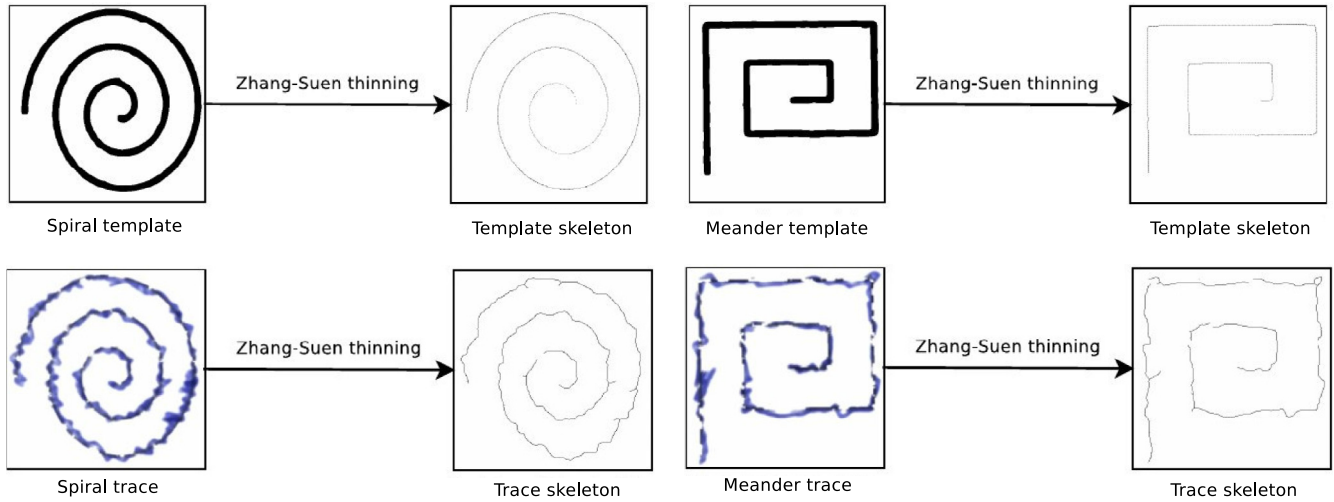 Zhang-Suen thinning
Zhang-Suen thinning
Spiral template
Template skeleton
Meander template
Template skeleton
Zhang-Suen thinning
Zhang-Suen thinning
Spiral trace
Trace skeleton
Meander trace
Trace skeleton